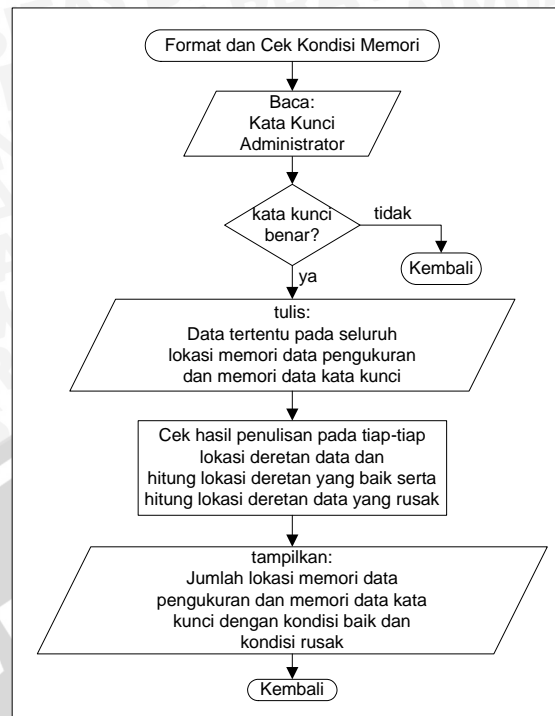 Format dan Cek Kondisi Memori
Baca:
Kata Kunci
Administrator
kata kunci
benar?
tidak
Kembali
ya
tulis:
Data tertentu pada seluruh
lokasi memori data pengukuran
dan memori data kata kunci
Cek hasil penulisan pada tiap-tiap
lokasi deretan data dan
hitung lokasi deretan yang baik serta
hitung lokasi deretan data yang rusak
tampilkan:
Jumlah lokasi memori data
pengukuran dan memori data kata
kunci dengan kondisi baik dan
kondisi rusak
Kembali